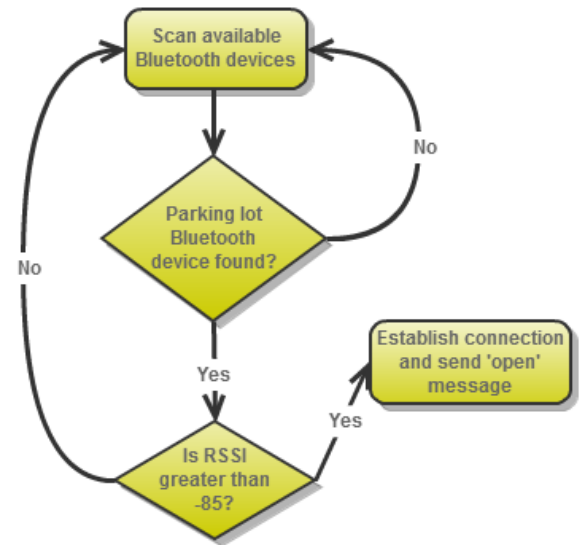 Scan available
Bluetooth devices
No
Parking lot
Bluetooth
device found?
No
Yes
Establish connection
and send 'open'
message
Yes
Is RSSI
greater than
-85?